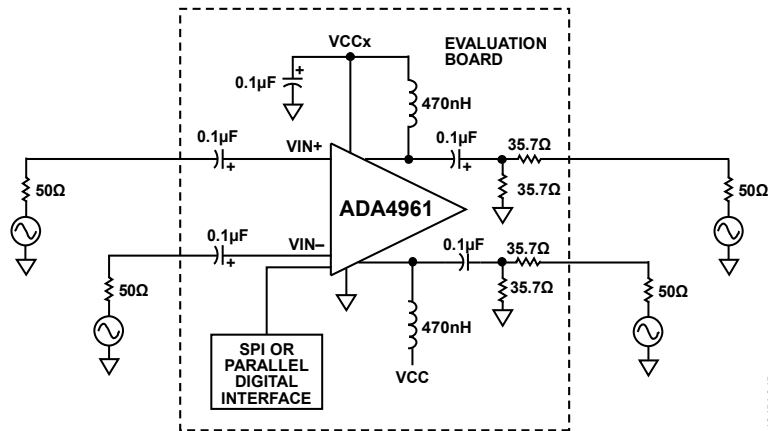 VCCx
EVALUATION
BOARD
0.1µF
+
470nH
0.1µF
+
VIN+
0.1µF
+
35.7Ω
35.7Ω
50Ω
50Ω
ADA4961
0.1µF
+
VIN–
0.1µF
35.7Ω
35.7Ω
50Ω
50Ω
470nH
VCC
SPI OR
PARALLEL
DIGITAL
INTERFACE